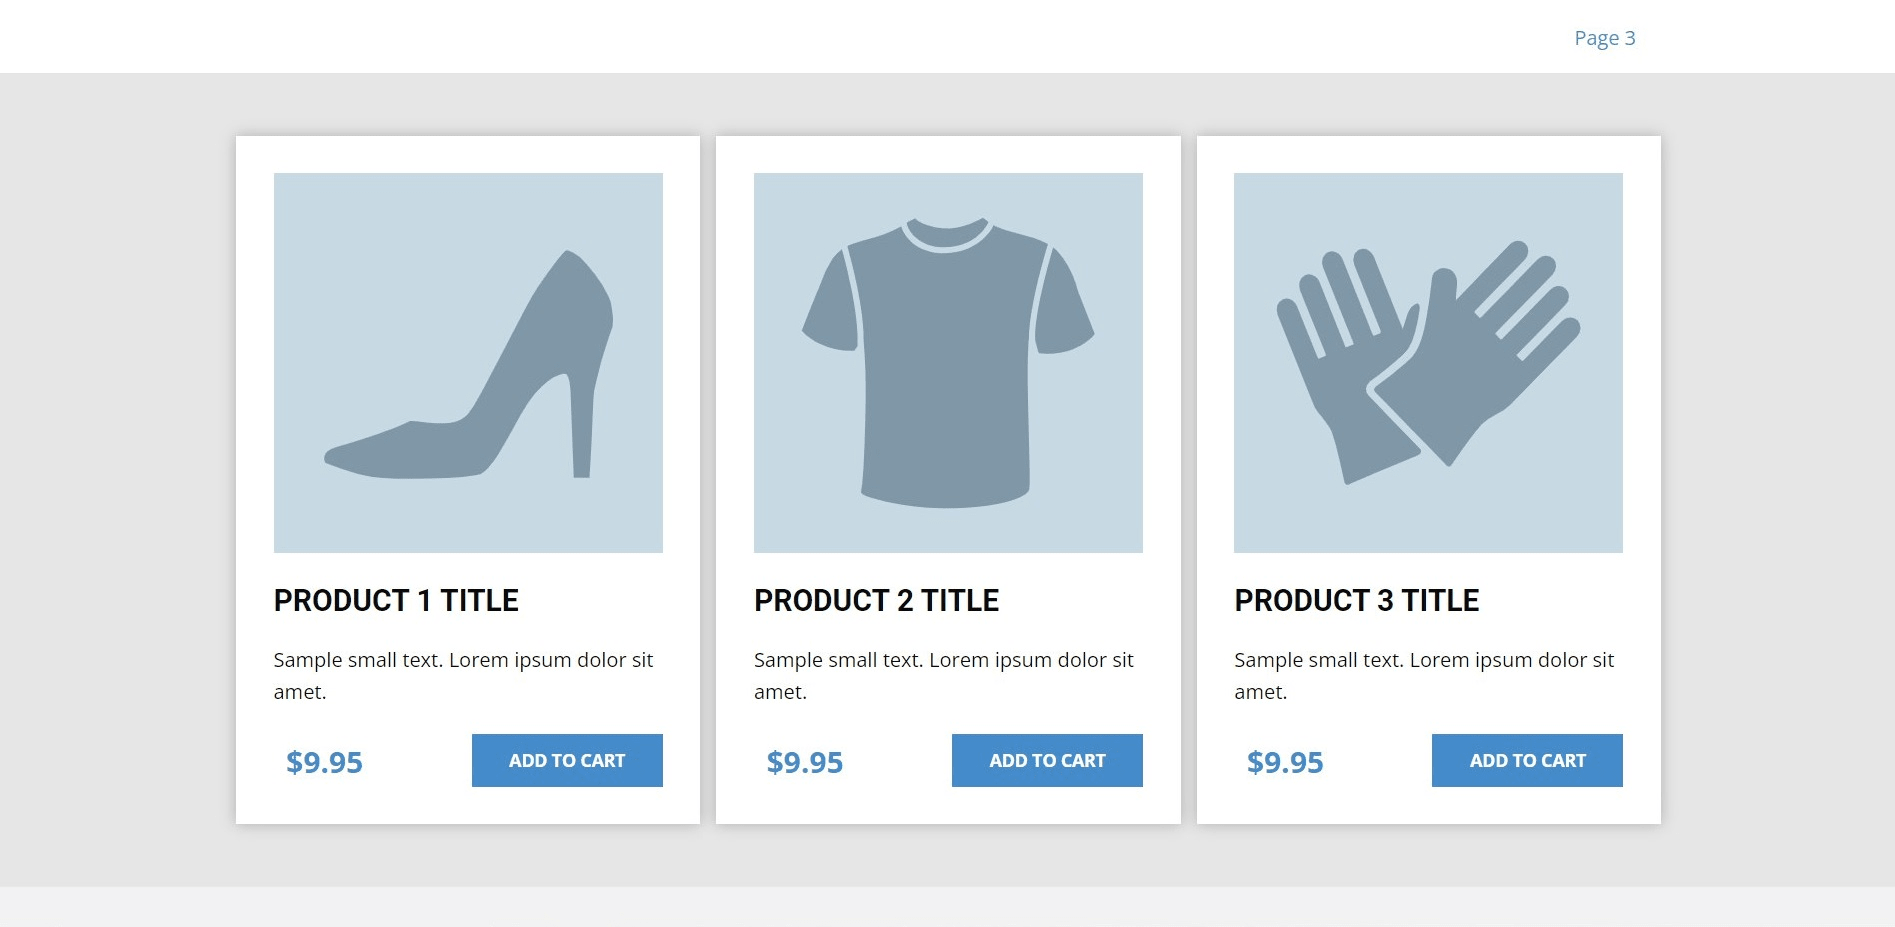 Page 3
PRODUCT 1 TITLE
Sample small text. Lorem ipsum dolor sit
amet.
$9.95
ADD TO CART
PRODUCT 2 TITLE
Sample small text. Lorem ipsum dolor sit
amet.
$9.95
ADD TO CART
PRODUCT 3 TITLE
Sample small text. Lorem ipsum dolor sit
amet.
$9.95
ADD TO CART